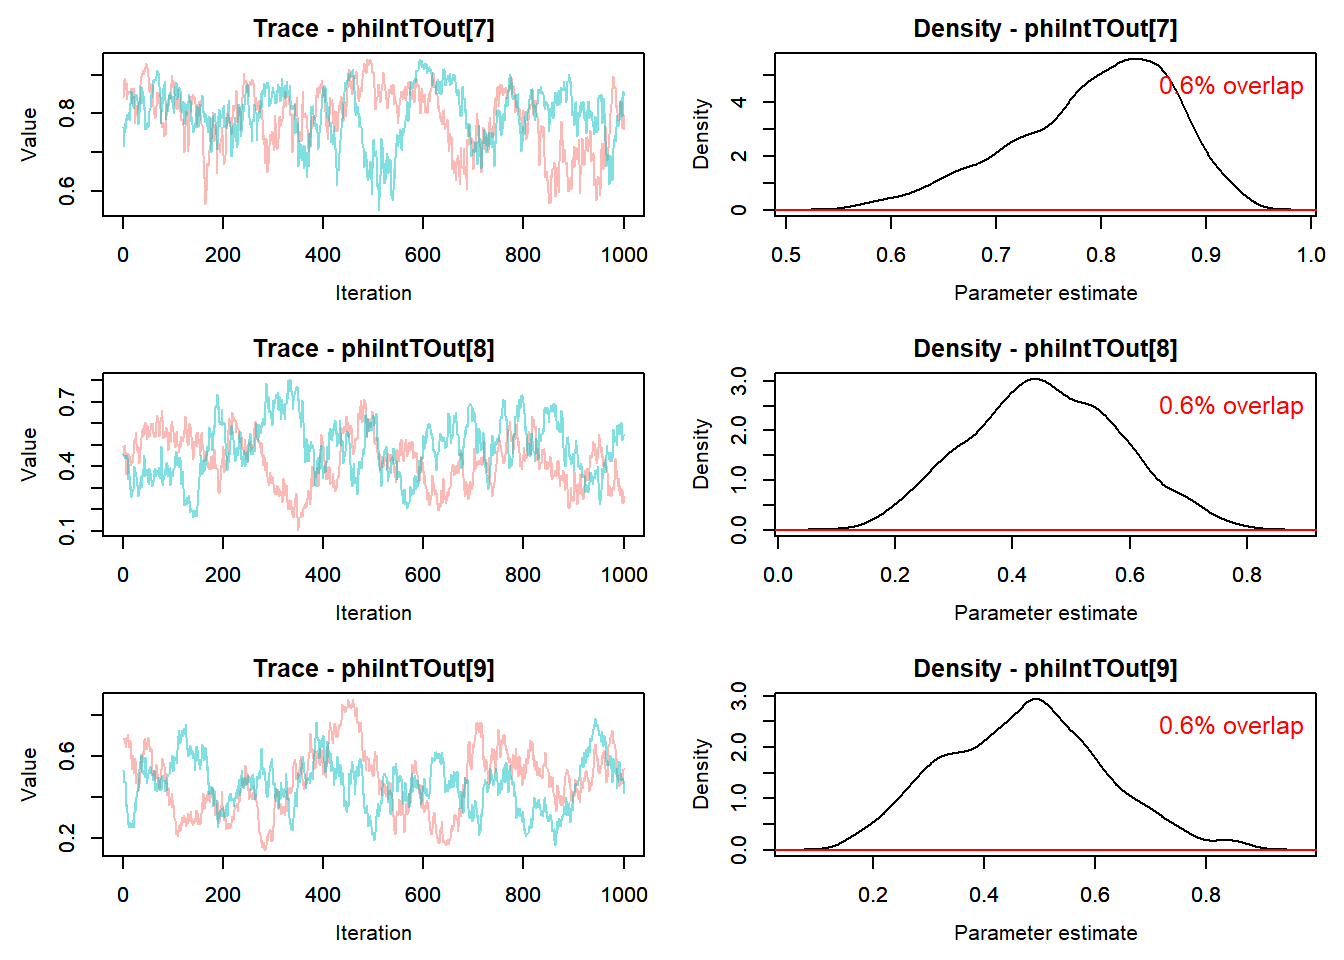 Trace - phiIntTOut[7]
Value
0.6 0.8
0 200 400 600 800 1000
Iteration
Density - phiIntTOut[7]
0.6% overlap
Density
0 2 4
0.5 0.6 0.7 0.8 0.9 1.0
Parameter estimate
Trace - phiIntTOut[8]
Value
0.1 0.4 0.7
0 200 400 600 800 1000
Iteration
Density - phiIntTOut[8]
0.6% overlap
Density
0.0 1.0 2.0 3.0
0.0 0.2 0.4 0.6 0.8
Parameter estimate
Trace - phiIntTOut[9]
Value
0.2 0.6
0 200 400 600 800 1000
Iteration
Density - phiIntTOut[9]
0.6% overlap
Density
0.0 1.0 2.0 3.0
0.2 0.4 0.6 0.8
Parameter estimate